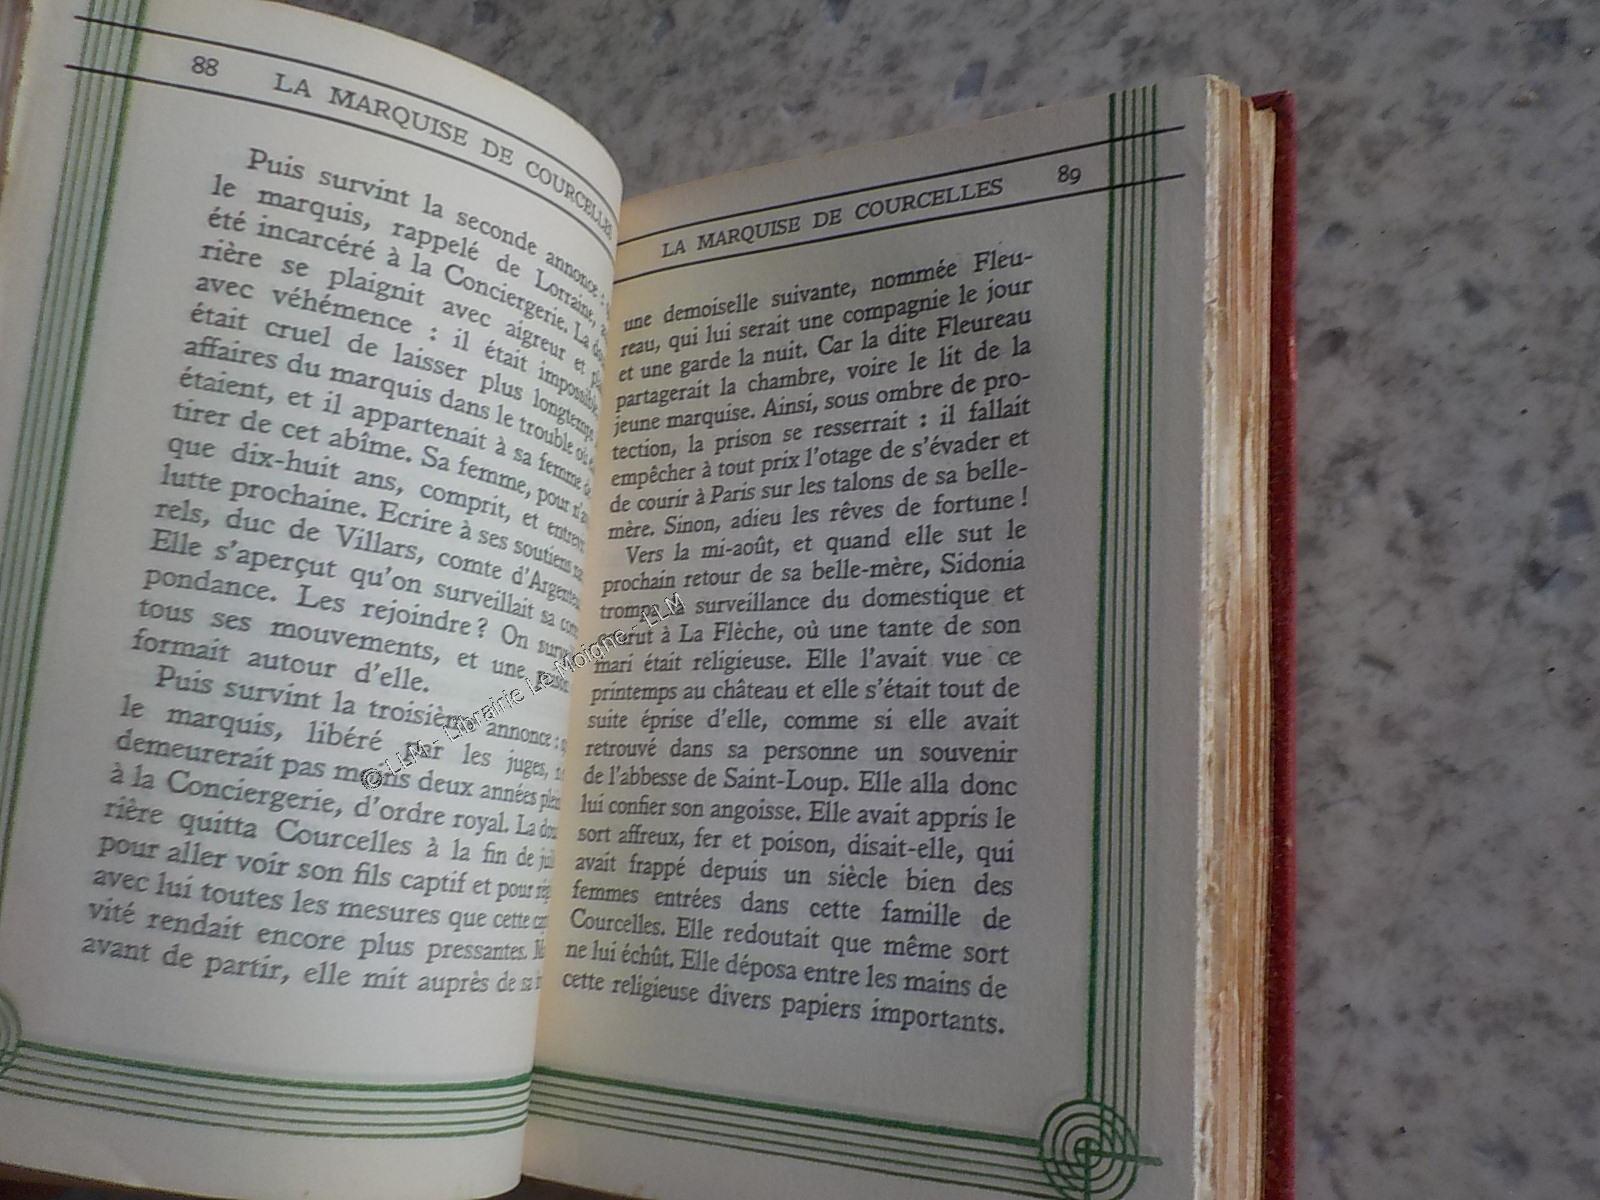 88 LA MARQUISE DE COURCELLES
Puis survint la seconde annonce :
le marquis, rappelé de Lorraine,
été incarcéré à la Conciergerie. La
rière se plaignit avec aigreur et
avec véhémence : il était impossible,
était cruel de laisser plus longtemps
affaires du marquis dans le trouble où
étaient, et il appartenait à sa femme de
tirer de cet abîme. Sa femme, pour n'a
que dix-huit ans, comprit, et entrevit
lutte prochaine. Ecrire à ses soutiens
rels, duc de Villars, comte d'Argenteau
Elle s'aperçut qu'on surveillait sa
pondance. Les rejoindre ? On
tous ses mouvements, et une
formait autour d'elle.
Puis survint la troisième annonce :
le marquis, libéré par les juges,
demeurerait pas moins deux années
à la Conciergerie, d'ordre royal. La
rière quitta Courcelles à la fin de
pour aller voir son fils captif et pour
avec lui toutes les mesures que cette
vité rendait encore plus pressantes.
avant de partir, elle mit auprès de sa
LA MARQUISE DE COURCELLES 89
une demoiselle suivante, nommée Fleu-
reau, qui lui serait une compagnie le jour
et une garde la nuit. Car la dite Fleureau
partagerait la chambre, voire le lit de la
jeune marquise. Ainsi, sous ombre de pro-
tection, la prison se resserrait : il fallait
empêcher à tout prix l'otage de s'évader et
de courir à Paris sur les talons de sa belle-
mère. Sinon, adieu les rêves de fortune !
Vers la mi-août, et quand elle sut le
prochain retour de sa belle-mère, Sidonia
trompa la surveillance du domestique et
courut à La Flèche, où une tante de son
mari était religieuse. Elle l'avait vue ce
printemps au château et elle s'était tout de
suite éprise d'elle, comme si elle avait
retrouvé dans sa personne un souvenir
de l'abbesse de Saint-Loup. Elle alla donc
lui confier son angoisse. Elle avait appris le
sort affreux, fer et poison, disait-elle, qui
avait frappé depuis un siècle bien des
femmes entrées dans cette famille de
Courcelles. Elle redoutait que même sort
ne lui échût. Elle déposa entre les mains de
cette religieuse divers papiers importants.
© LLM - Librairie Le Moigne - LLM